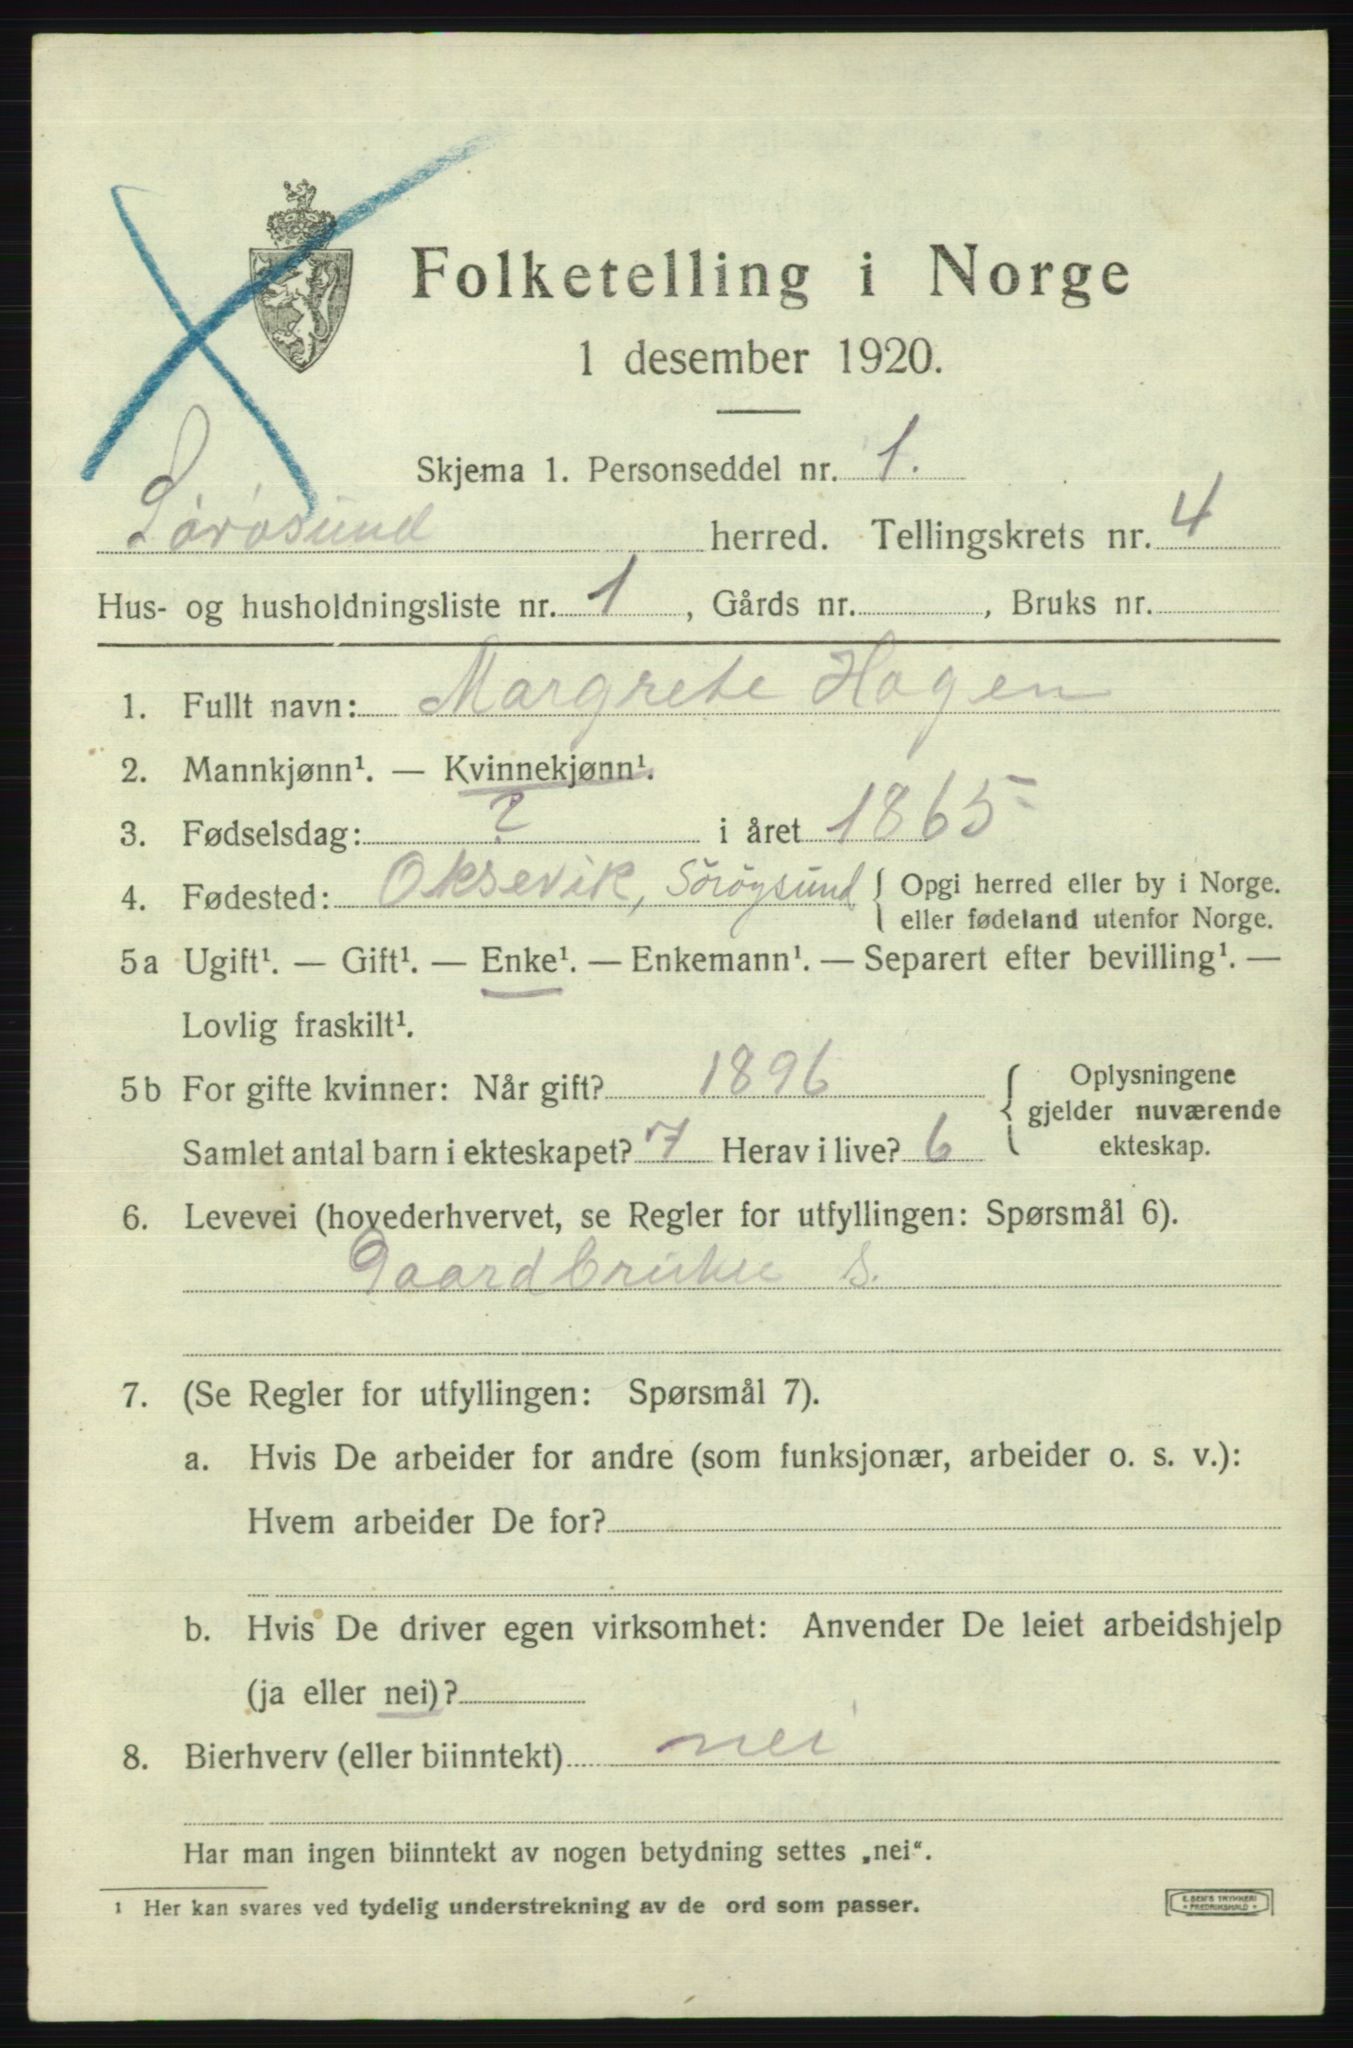 Folketelling i Norge
1 desember 1920.
Skjema 1. Personseddel nr. 1.
Sørøsund herred. Tellingskrets nr. 4
Hus- og husholdningsliste nr. 1, Gårds nr. , Bruks nr.
1. Fullt navn: Margrete Hagen
2. Mannkjønn¹. — Kvinnekjønn¹.
3. Fødselsdag: ? i året 1865
4. Fødested: Oksevik, Söröysund { Opgi herred eller by i Norge.
eller fødeland utenfor Norge.
5a Ugift¹. — Gift¹. — Enke¹. — Enkemann¹. — Separert efter bevilling¹. —
Lovlig fraskilt¹.
5b For gifte kvinner: Når gift? 1896 { Oplysningene
gjelder nuværende
Samlet antal barn i ekteskapet? 7 Herav i live? 6 ekteskap.
6. Levevei (hovederhvervet, se Regler for utfyllingen: Spørsmål 6).
Gaardbruker s.
7. (Se Regler for utfyllingen: Spørsmål 7).
a. Hvis De arbeider for andre (som funksjonær, arbeider o. s. v.):
Hvem arbeider De for?
b. Hvis De driver egen virksomhet: Anvender De leiet arbeidshjelp
(ja eller nei)?
8. Bierhverv (eller biinntekt) nei
Har man ingen biinntekt av nogen betydning settes „nei“.
¹ Her kan svares ved tydelig understrekning av de ord som passer.
E. SEM'S TRYKKERI
* FREDRIKSHALD *